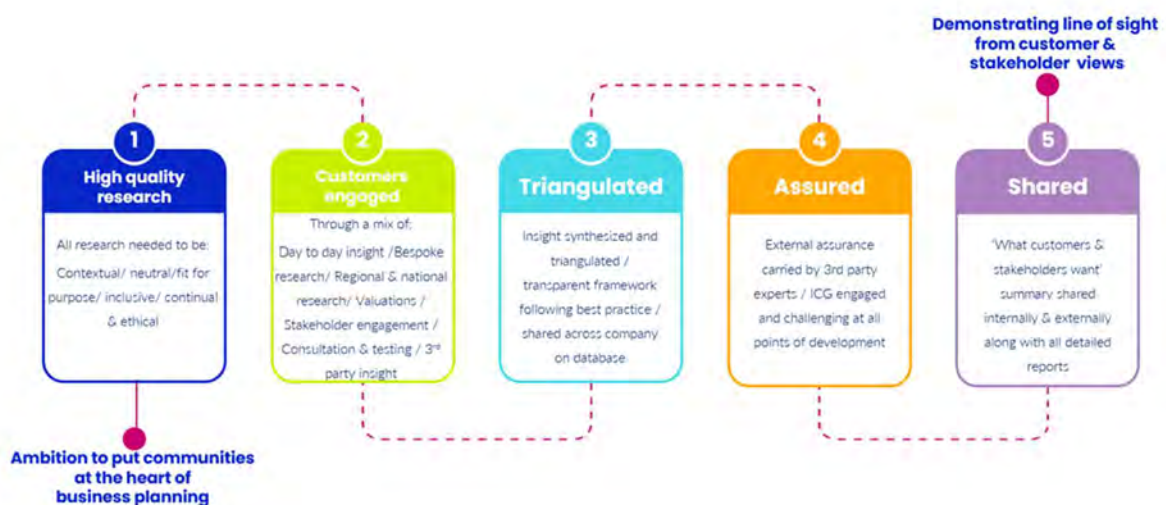 Demonstrating line of sight
from customer &
stakeholder views
1
High quality
research
All research needed to be:
Contextual/ neutral/fit for
purpose/ inclusive/ continual
& ethical
Ambition to put communities
at the heart of
business planning
2
Customers
engaged
Through a mix of:
Day to day insight /Bespoke
research/ Regional & national
research/ Valuations /
Stakeholder engagement /
Consultation & testing / 3rd
party insight
3
Triangulated
Insight synthesized and
triangulated /
transparent framework
following best practice /
shared across company
on database
4
Assured
External assurance
carried by 3rd party
experts / ICG engaged
and challenging at all
points of development
5
Shared
'What customers &
stakeholders want'
summary shared
internally & externally
along with all detailed
reports